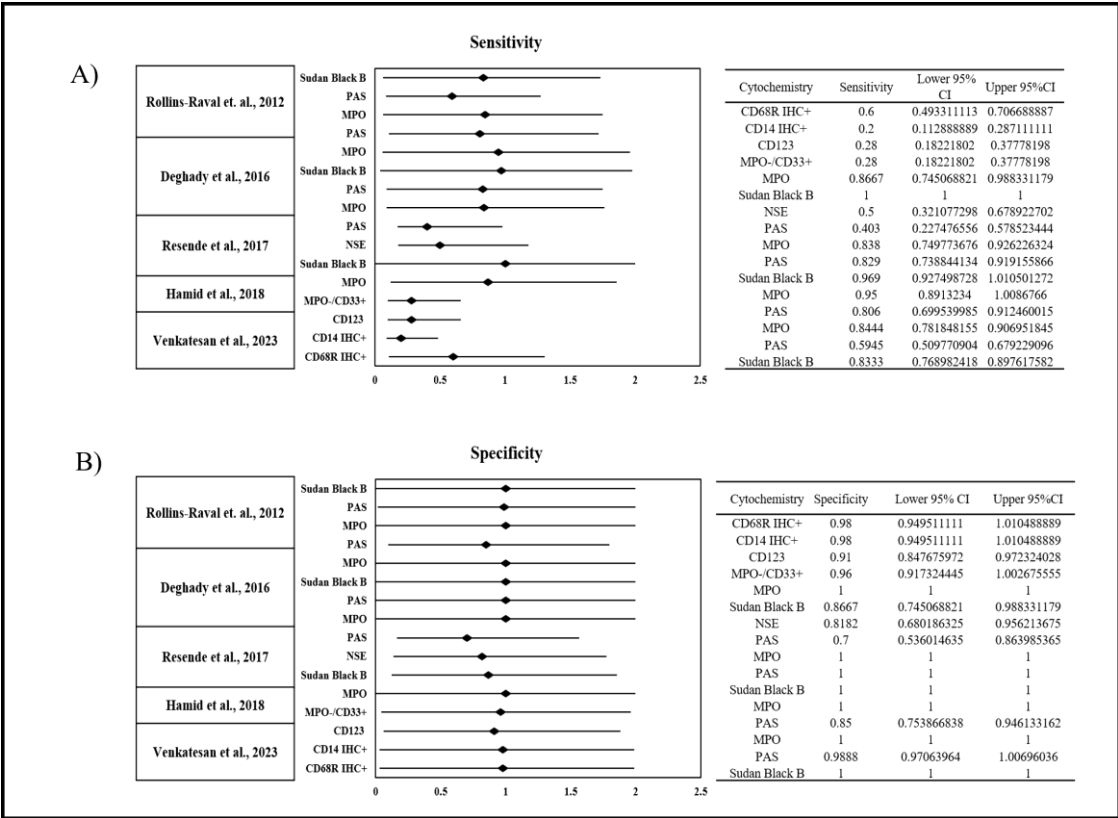 Sensitivity
A)
Rollins-Raval et. al., 2012
Deghady et al., 2016
Resende et al., 2017
Hamid et al., 2018
Venkatesan et al., 2023
Sudan Black B
PAS
MPO
PAS
MPO
Sudan Black B
PAS
MPO
PAS
NSE
Sudan Black B
MPO
MPO-/CD33+
CD123
CD14 IHC+
CD68R IHC+
0 0.5 1 1.5 2 2.5
Cytochemistry Sensitivity Lower 95% CI Upper 95%CI
CD68R IHC+ 0.6 0.493311113 0.706688887
CD14 IHC+ 0.2 0.112888889 0.287111111
CD123 0.28 0.18221802 0.37778198
MPO-/CD33+ 0.28 0.18221802 0.37778198
MPO 0.8667 0.745068821 0.988331179
Sudan Black B 1 1 1
NSE 0.5 0.321077298 0.678922702
PAS 0.403 0.227476556 0.578523444
MPO 0.838 0.749773676 0.926226324
PAS 0.829 0.738844134 0.919155866
Sudan Black B 0.969 0.927498728 1.010501272
MPO 0.95 0.8913234 1.0086766
PAS 0.806 0.699539985 0.912460015
MPO 0.8444 0.781848155 0.906951845
PAS 0.5945 0.509770904 0.679229096
Sudan Black B 0.8333 0.768982418 0.897617582
B)
Specificity
Rollins-Raval et. al., 2012
Deghady et al., 2016
Resende et al., 2017
Hamid et al., 2018
Venkatesan et al., 2023
Sudan Black B
PAS
MPO
PAS
MPO
Sudan Black B
PAS
MPO
PAS
NSE
Sudan Black B
MPO
MPO-/CD33+
CD123
CD14 IHC+
CD68R IHC+
0 0.5 1 1.5 2 2.5
Cytochemistry Specificity Lower 95% CI Upper 95%CI
CD68R IHC+ 0.98 0.949511111 1.010488889
CD14 IHC+ 0.98 0.949511111 1.010488889
CD123 0.91 0.847675972 0.972324028
MPO-/CD33+ 0.96 0.917324445 1.002675555
MPO 1 1 1
Sudan Black B 0.8667 0.745068821 0.988331179
NSE 0.8182 0.680186325 0.956213675
PAS 0.7 0.536014635 0.863985365
MPO 1 1 1
PAS 1 1 1
Sudan Black B 1 1 1
MPO 1 1 1
PAS 0.85 0.753866838 0.946133162
MPO 1 1 1
PAS 0.9888 0.97063964 1.00696036
Sudan Black B 1 1 1